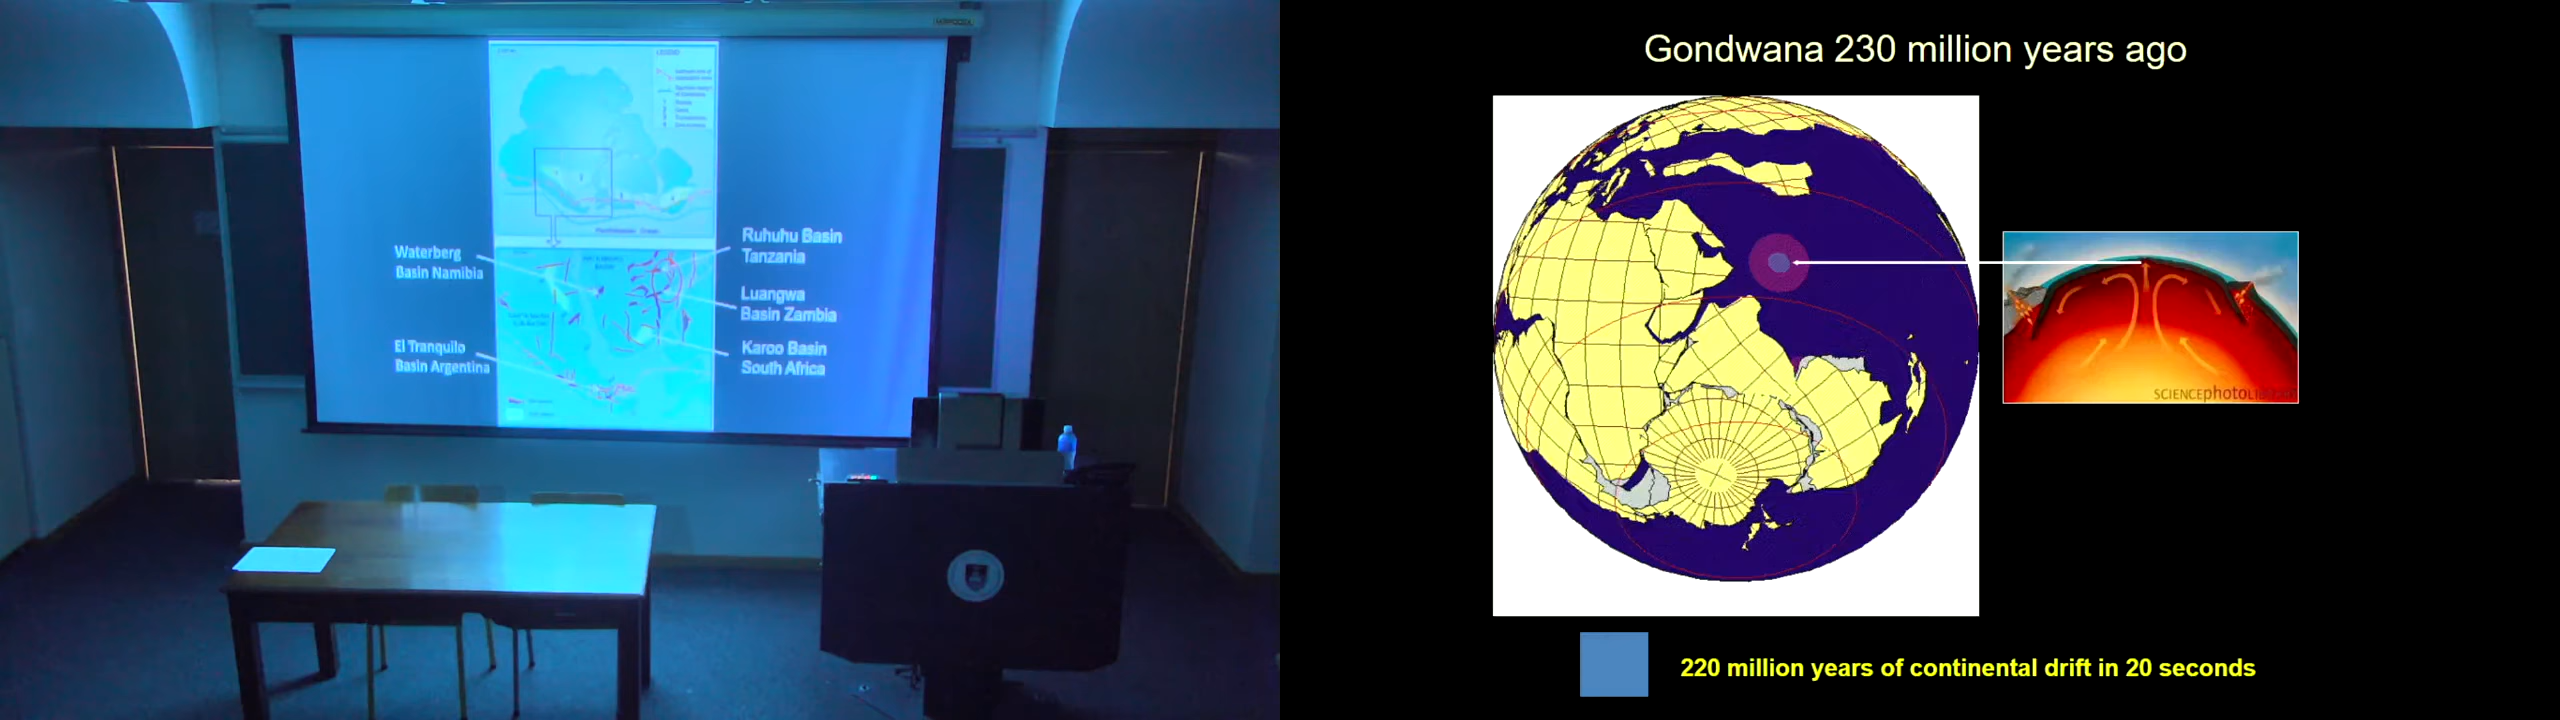 LEGEND
Waterberg
Basin Namibia
El Tranquilo
Basin Argentina
Ruhuhu Basin
Tanzania
Luangwa
Basin Zambia
Karoo Basin
South Africa
Gondwana 230 million years ago
220 million years of continental drift in 20 seconds